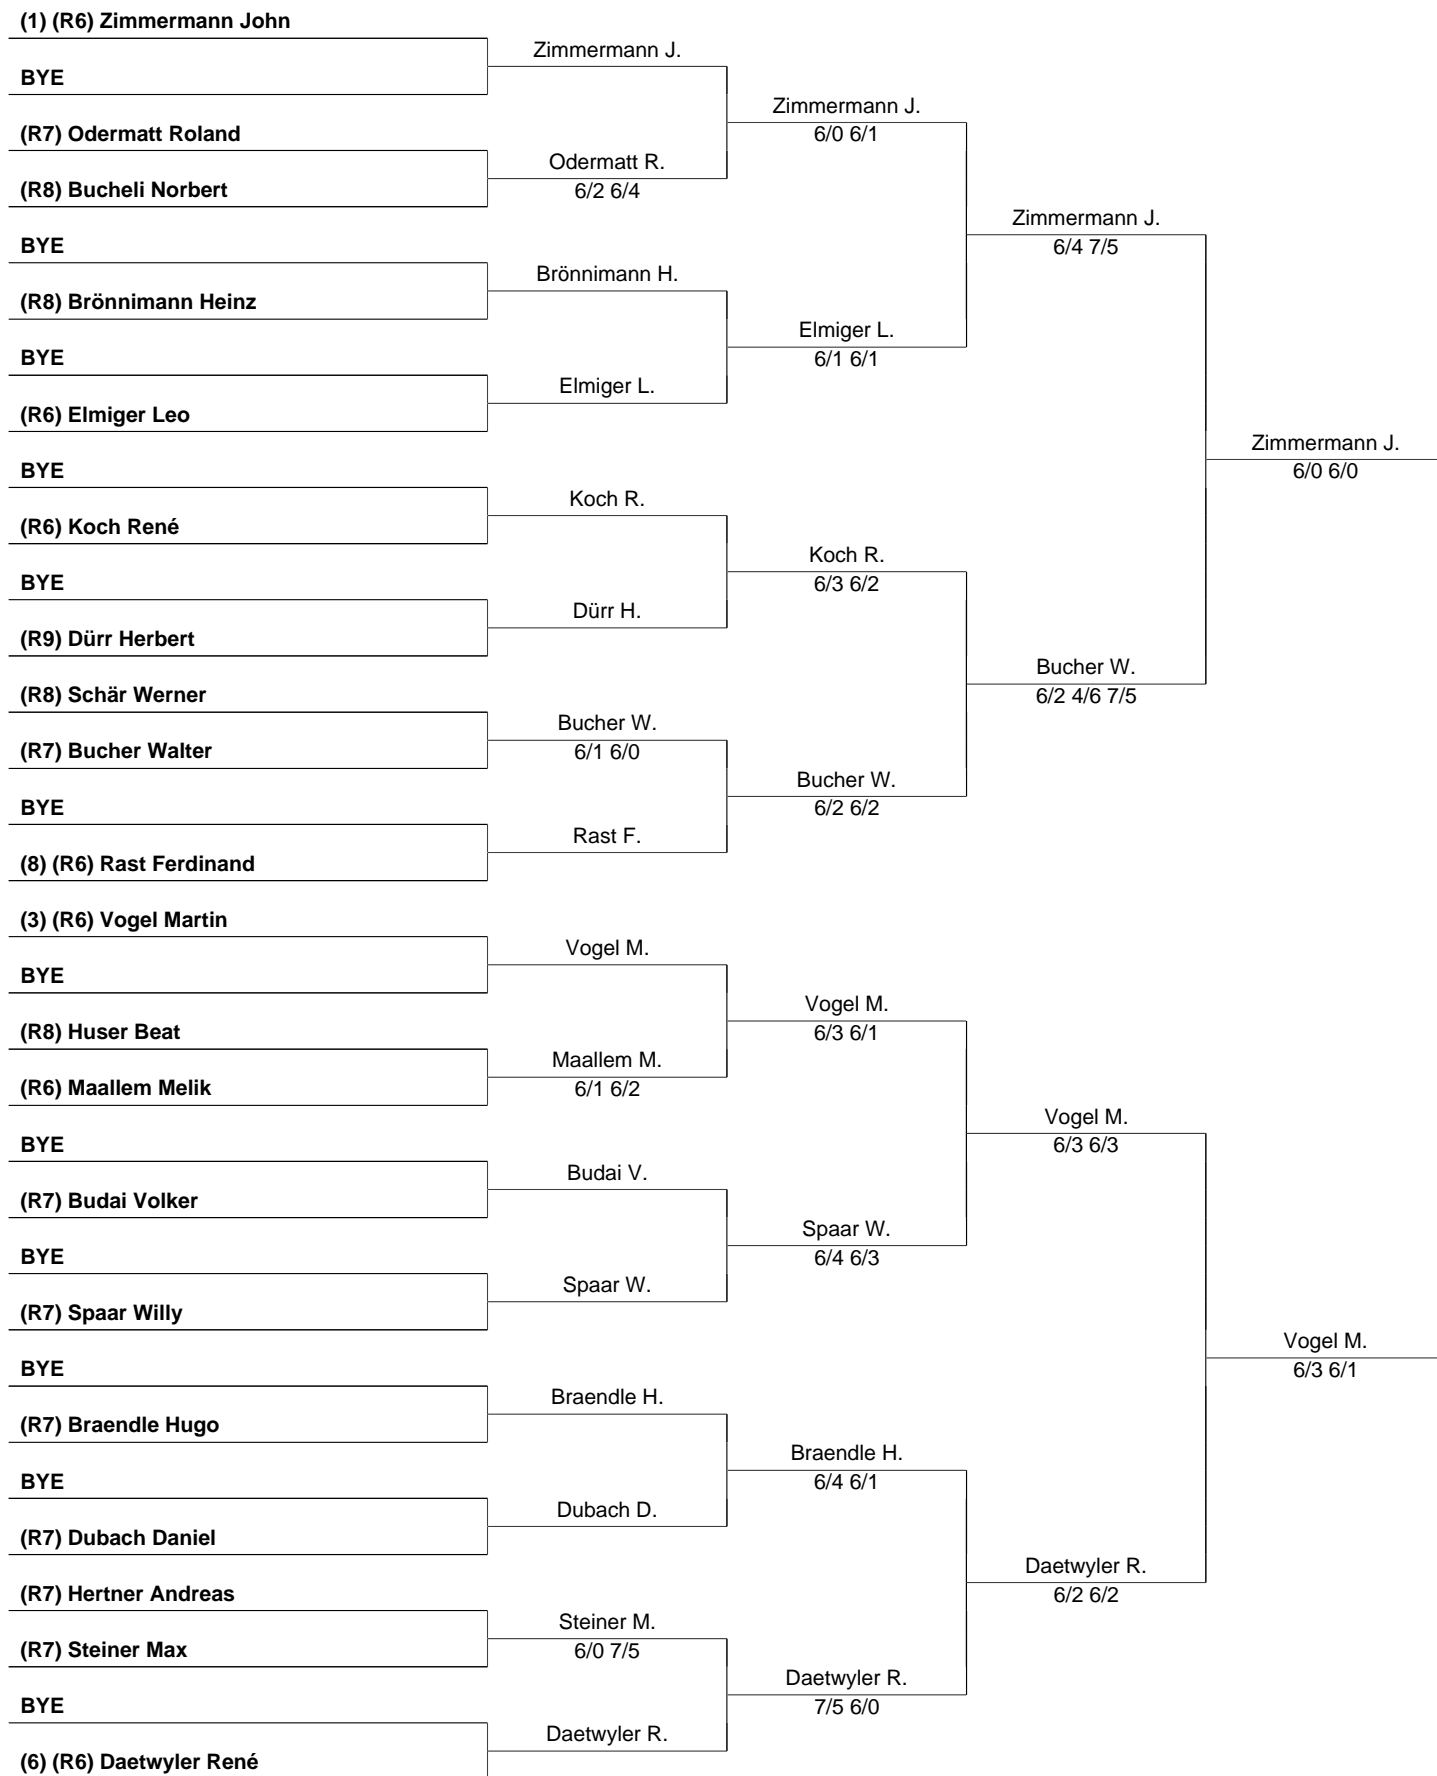 (1) (R6) Zimmermann John
BYE
(R7) Odermatt Roland
(R8) Bucheli Norbert
BYE
(R8) Brönnimann Heinz
BYE
(R6) Elmiger Leo
BYE
(R6) Koch René
BYE
(R9) Dürr Herbert
(R8) Schär Werner
(R7) Bucher Walter
BYE
(8) (R6) Rast Ferdinand
(3) (R6) Vogel Martin
BYE
(R8) Huser Beat
(R6) Maallem Melik
BYE
(R7) Budai Volker
BYE
(R7) Spaar Willy
BYE
(R7) Braendle Hugo
BYE
(R7) Dubach Daniel
(R7) Hertner Andreas
(R7) Steiner Max
BYE
(6) (R6) Daetwyler René
Zimmermann J.
Odermatt R.
6/2 6/4
Brönnimann H.
Elmiger L.
Koch R.
Dürr H.
Bucher W.
6/1 6/0
Rast F.
Vogel M.
Maallem M.
6/1 6/2
Budai V.
Spaar W.
Braendle H.
Dubach D.
Steiner M.
6/0 7/5
Daetwyler R.
Zimmermann J.
6/0 6/1
Elmiger L.
6/1 6/1
Koch R.
6/3 6/2
Bucher W.
6/2 6/2
Vogel M.
6/3 6/1
Spaar W.
6/4 6/3
Braendle H.
6/4 6/1
Daetwyler R.
7/5 6/0
Zimmermann J.
6/4 7/5
Bucher W.
6/2 4/6 7/5
Vogel M.
6/3 6/3
Daetwyler R.
6/2 6/2
Zimmermann J.
6/0 6/0
Vogel M.
6/3 6/1